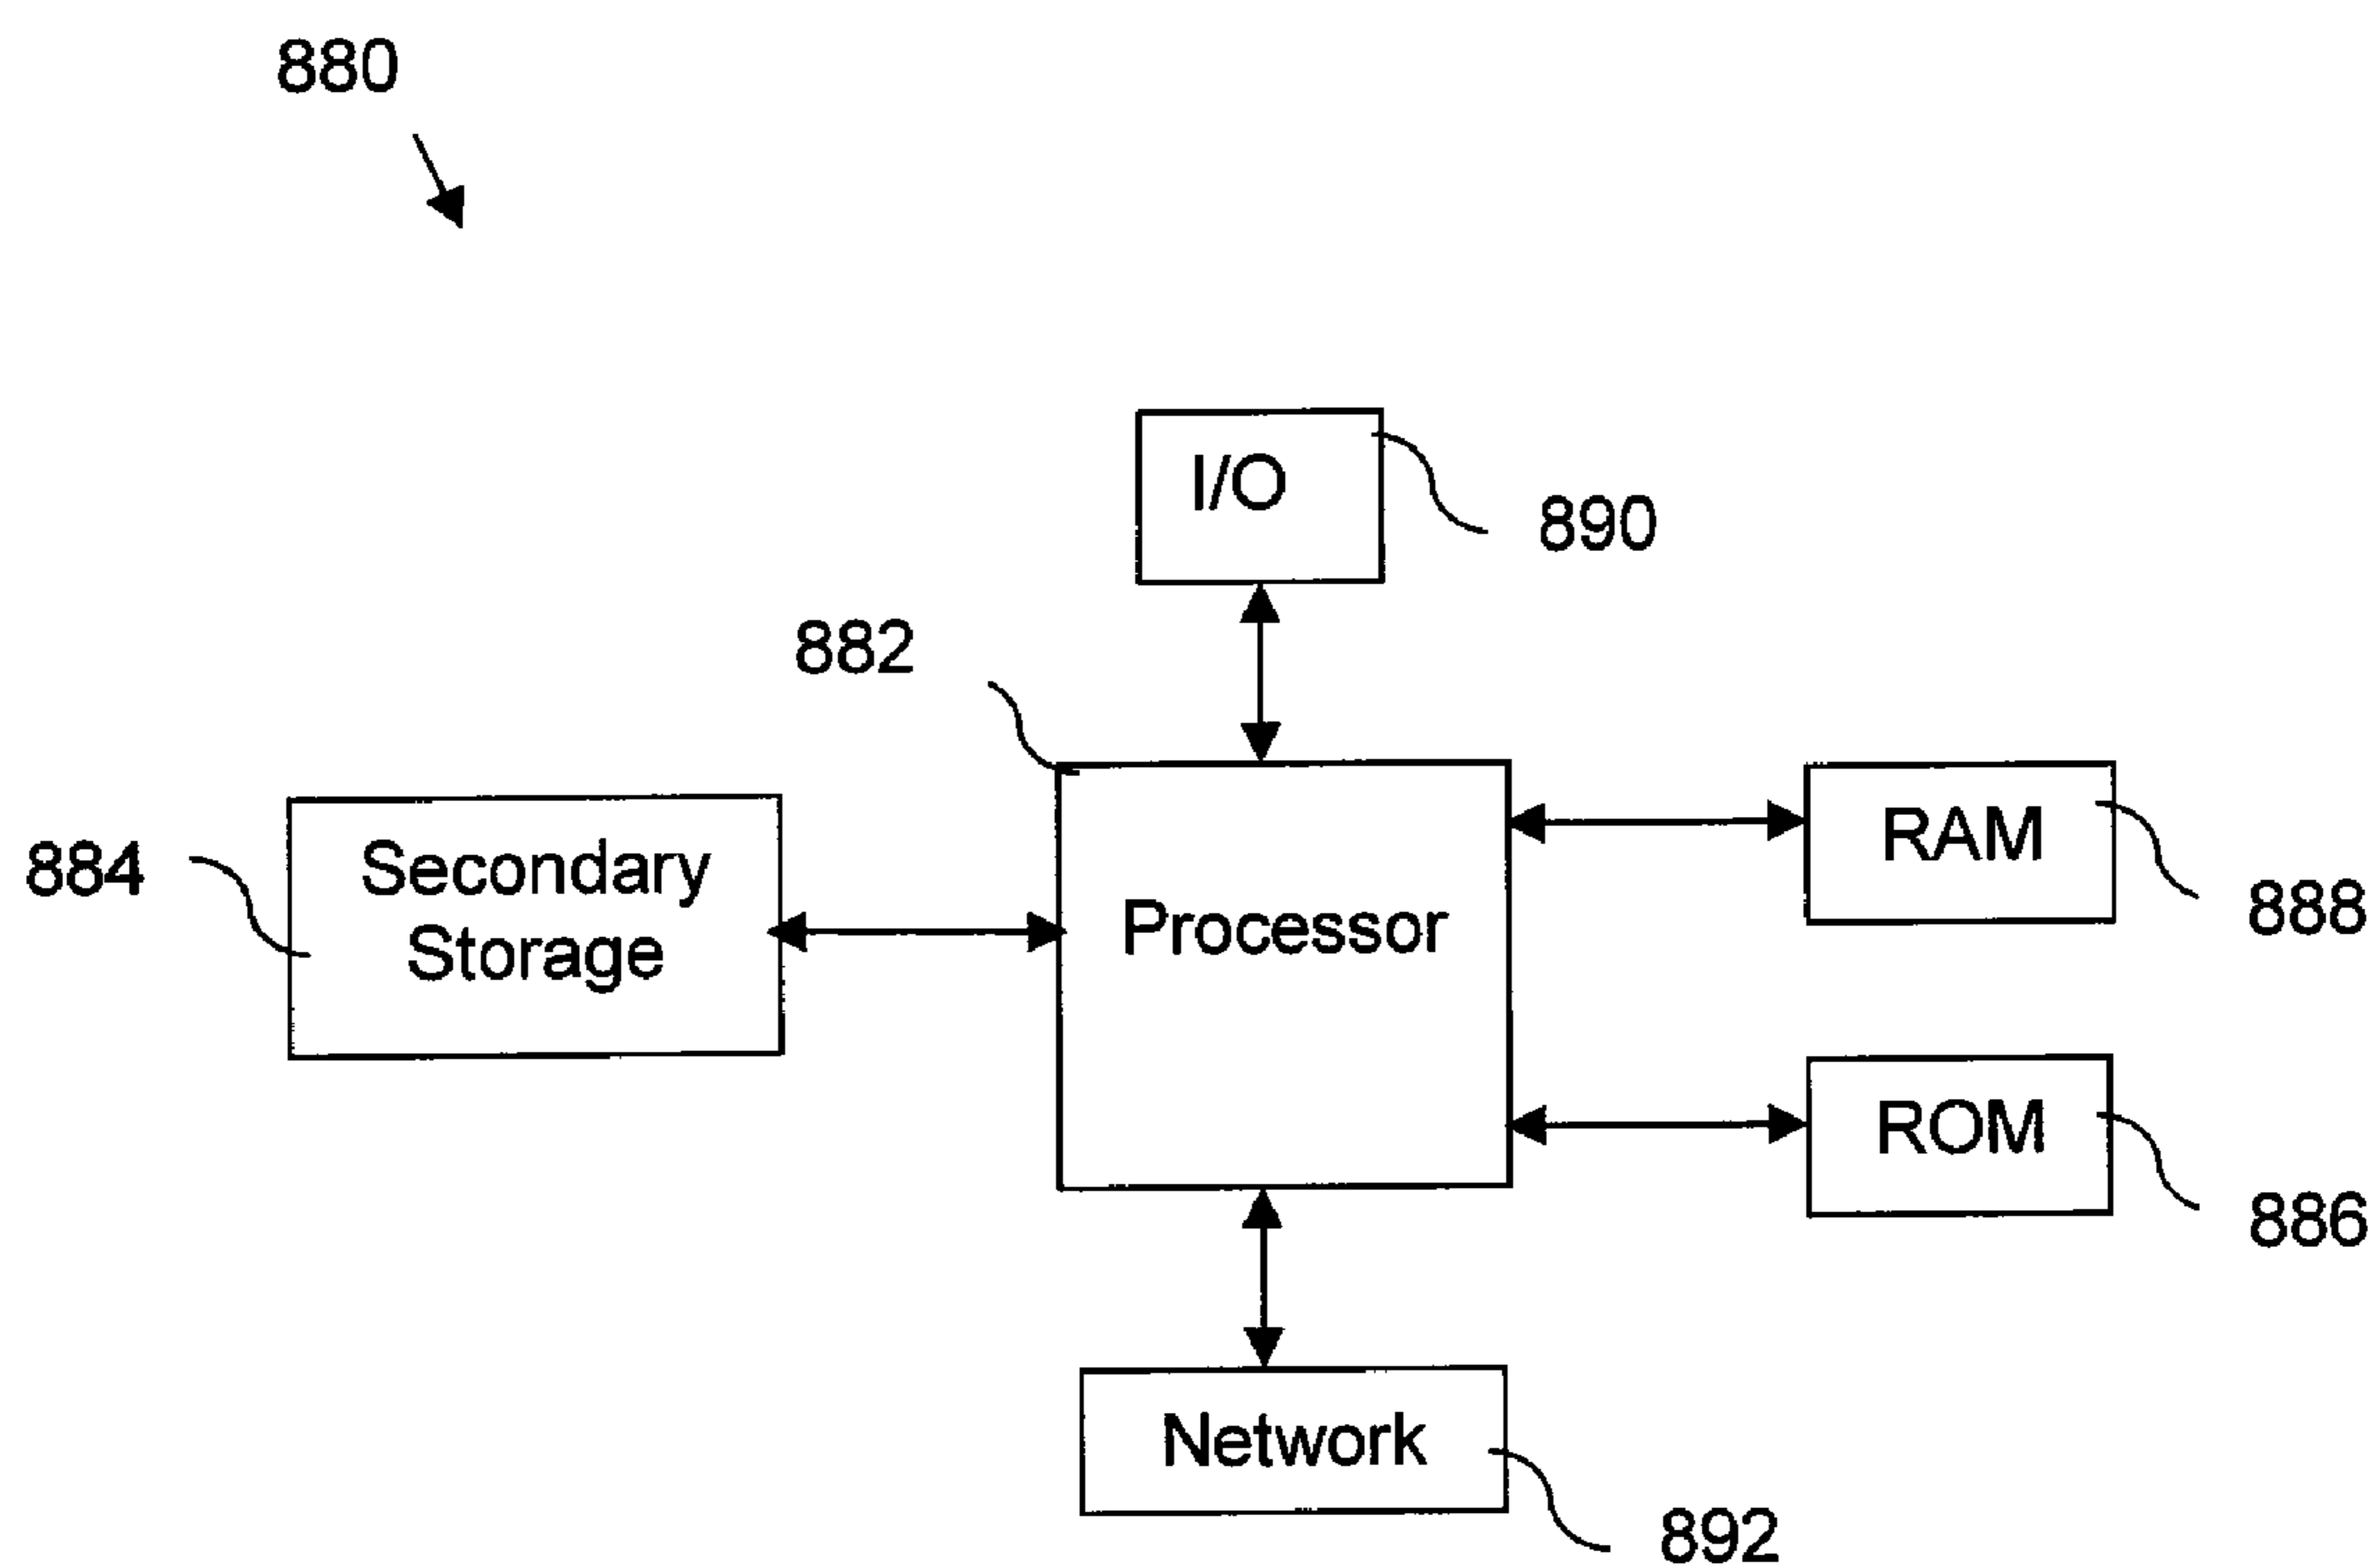 880
I/O
890
882
Secondary
Storage
884
Processor
RAM
888
ROM
886
Network
892